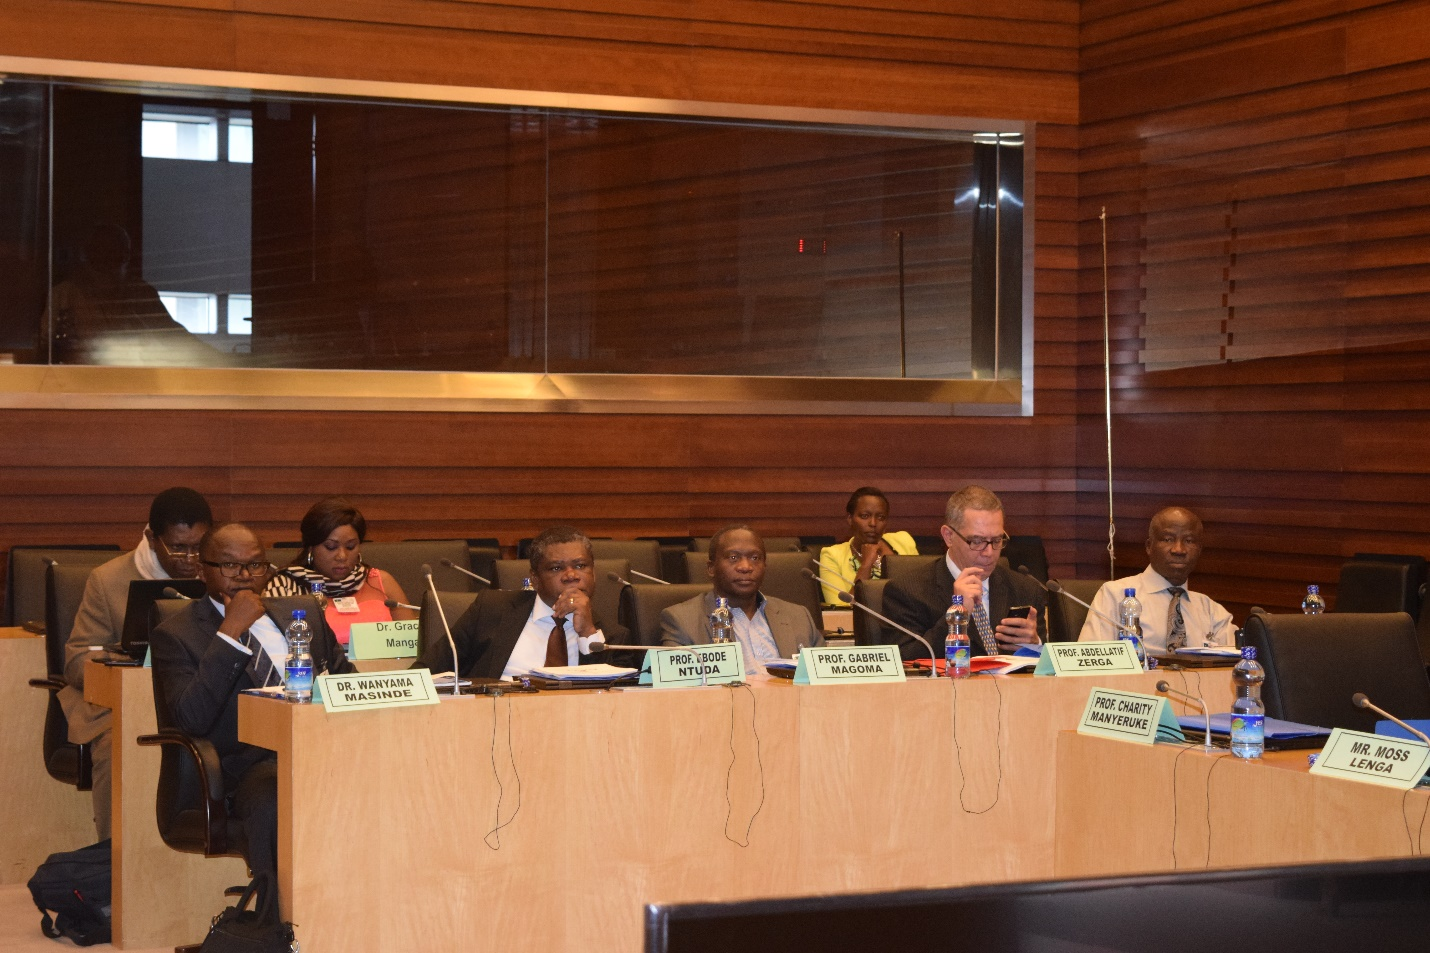 Dr. Grac
Manga
DR. WANYAMA
MASINDE
PROF. EBODE
NTUDA
PROF. GABRIEL
MAGOMA
PROF. ABDELLATIF
ZERGA
PROF. CHARITY
MANYERUKE
MR. MOSS
LENGA